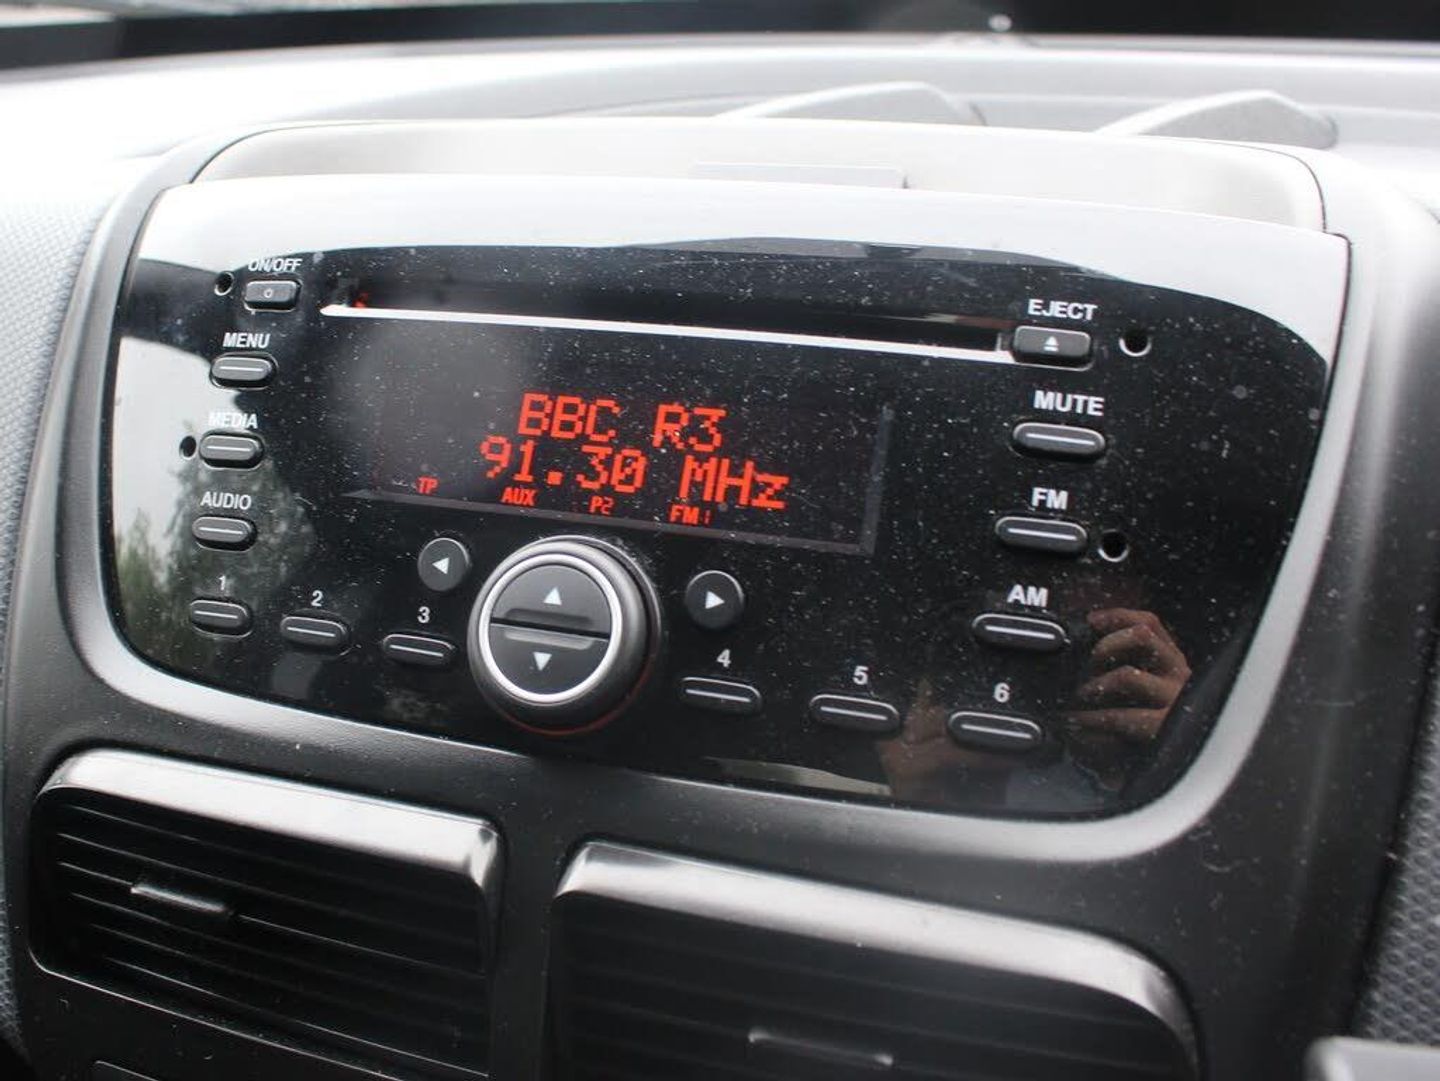 ON/OFF
EJECT
MENU
MUTE
BBC R3
MEDIA
91.30 MHz
TP AUX P2 FM1
FM
AUDIO
AM
1
2
3
4
5
6